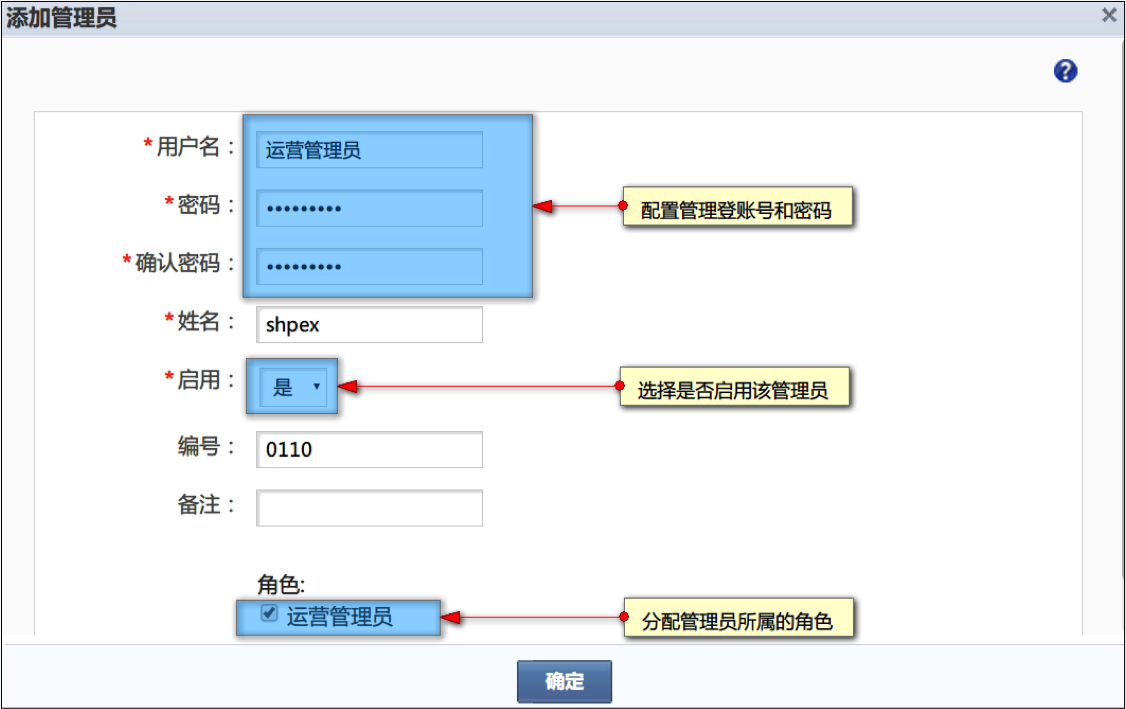 添加管理员
*用户名：
运营管理员
*密码：
•••••••••
配置管理登账号和密码
*确认密码：
•••••••••
*姓名：
shpex
*启用：
是
选择是否启用该管理员
编号：
0110
备注：
角色:
运营管理员
分配管理员所属的角色
确定